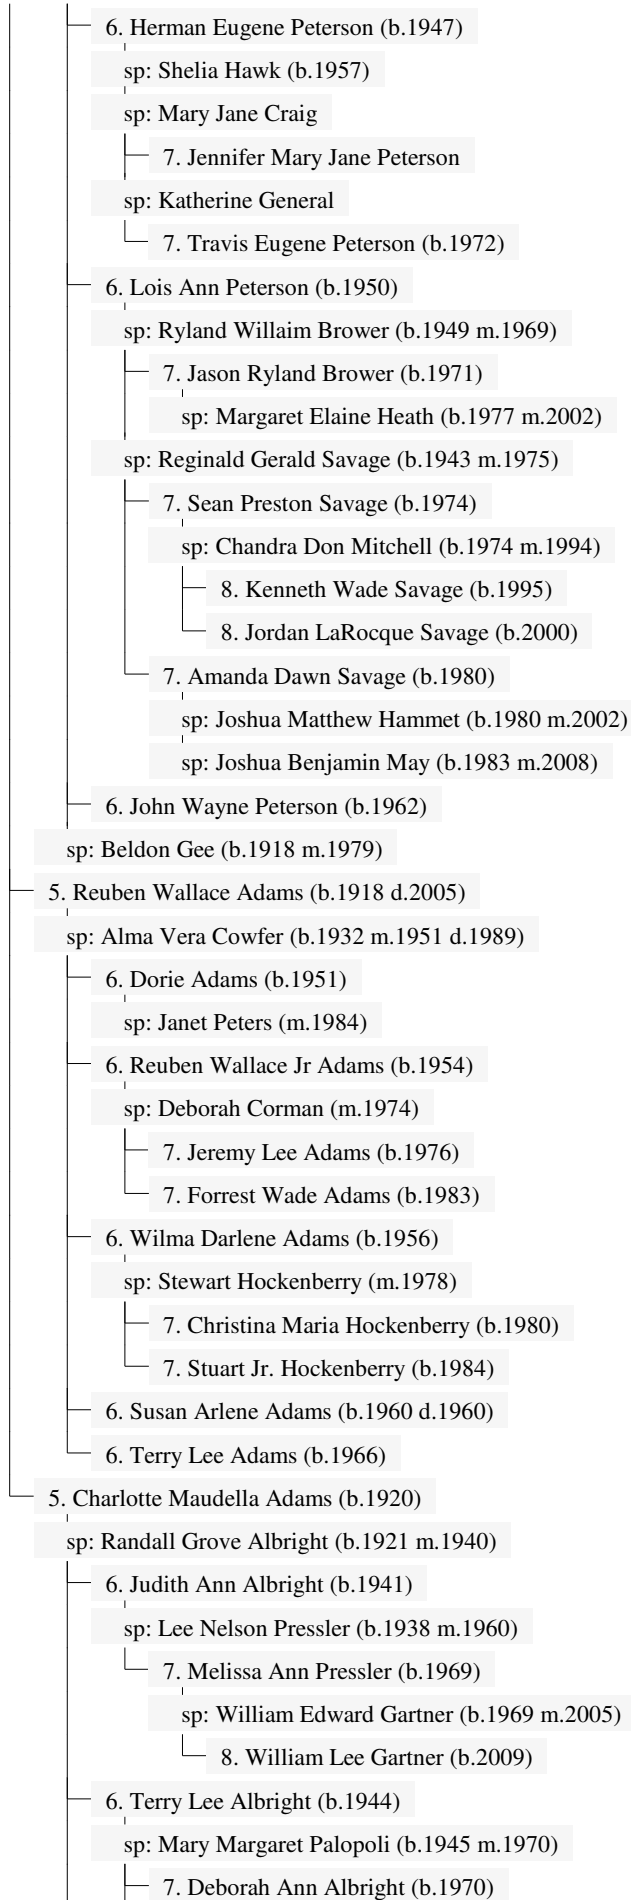 6. Herman Eugene Peterson (b.1947)
sp: Shelia Hawk (b.1957)
sp: Mary Jane Craig
7. Jennifer Mary Jane Peterson
sp: Katherine General
7. Travis Eugene Peterson (b.1972)
6. Lois Ann Peterson (b.1950)
sp: Ryland Willaim Brower (b.1949 m.1969)
7. Jason Ryland Brower (b.1971)
sp: Margaret Elaine Heath (b.1977 m.2002)
sp: Reginald Gerald Savage (b.1943 m.1975)
7. Sean Preston Savage (b.1974)
sp: Chandra Don Mitchell (b.1974 m.1994)
8. Kenneth Wade Savage (b.1995)
8. Jordan LaRocque Savage (b.2000)
7. Amanda Dawn Savage (b.1980)
sp: Joshua Matthew Hammet (b.1980 m.2002)
sp: Joshua Benjamin May (b.1983 m.2008)
6. John Wayne Peterson (b.1962)
sp: Beldon Gee (b.1918 m.1979)
5. Reuben Wallace Adams (b.1918 d.2005)
sp: Alma Vera Cowfer (b.1932 m.1951 d.1989)
6. Dorie Adams (b.1951)
sp: Janet Peters (m.1984)
6. Reuben Wallace Jr Adams (b.1954)
sp: Deborah Corman (m.1974)
7. Jeremy Lee Adams (b.1976)
7. Forrest Wade Adams (b.1983)
6. Wilma Darlene Adams (b.1956)
sp: Stewart Hockenberry (m.1978)
7. Christina Maria Hockenberry (b.1980)
7. Stuart Jr. Hockenberry (b.1984)
6. Susan Arlene Adams (b.1960 d.1960)
6. Terry Lee Adams (b.1966)
5. Charlotte Maudella Adams (b.1920)
sp: Randall Grove Albright (b.1921 m.1940)
6. Judith Ann Albright (b.1941)
sp: Lee Nelson Pressler (b.1938 m.1960)
7. Melissa Ann Pressler (b.1969)
sp: William Edward Gartner (b.1969 m.2005)
8. William Lee Gartner (b.2009)
6. Terry Lee Albright (b.1944)
sp: Mary Margaret Palopoli (b.1945 m.1970)
7. Deborah Ann Albright (b.1970)